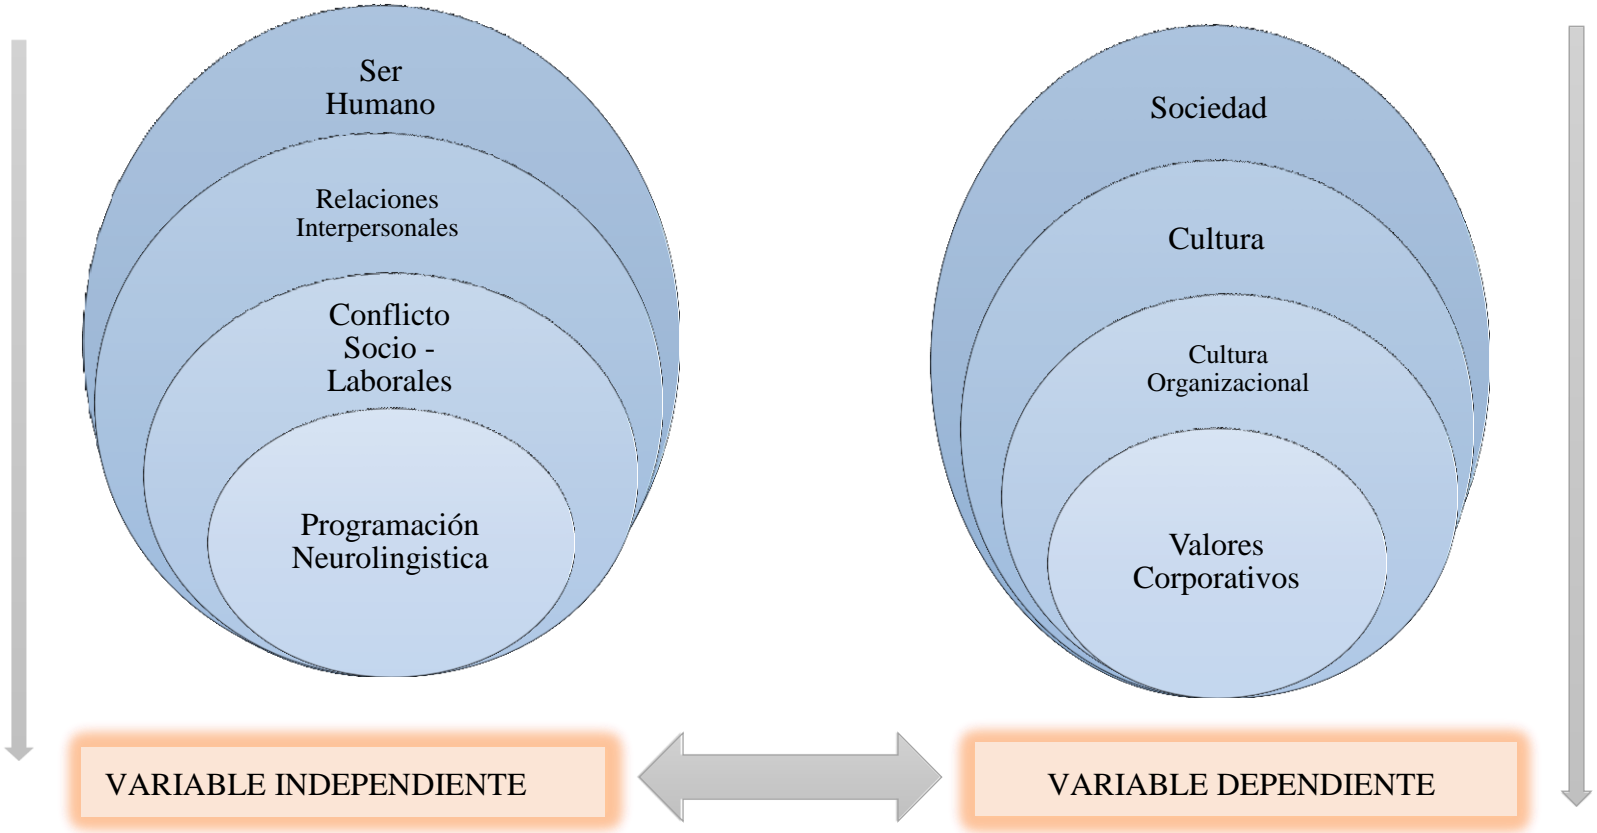 Ser
Humano
Relaciones
Interpersonales
Conflicto
Socio -
Laborales
Programación
Neurolingistica
VARIABLE INDEPENDIENTE
Sociedad
Cultura
Cultura
Organizacional
Valores
Corporativos
VARIABLE DEPENDIENTE